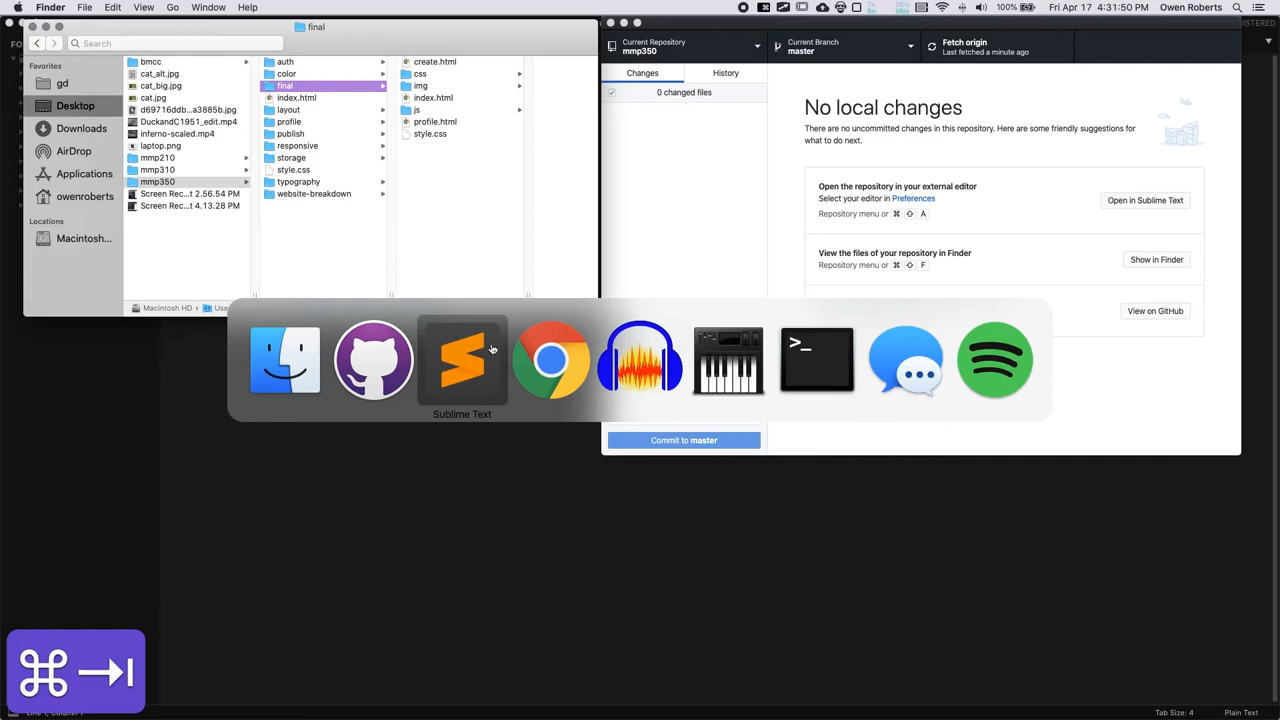 Finder File Edit View Go Window Help
100% Fri Apr 17 4:31:50 PM Owen Roberts
final
Search
Favorites
gd
Desktop
Downloads
AirDrop
Applications
owenroberts
Locations
Macintosh...
bmcc
cat_alt.jpg
cat_big.jpg
cat.jpg
d69716ddb...a3885b.jpg
DuckandC1951_edit.mp4
inferno-scaled.mp4
laptop.png
mmp210
mmp310
mmp350
Screen Rec...t 2.56.54 PM
Screen Rec...t 4.13.28 PM
auth
color
final
index.html
layout
profile
publish
responsive
storage
style.css
typography
website-breakdown
create.html
css
img
index.html
js
profile.html
style.css
Macintosh HD
Current Repository
mmp350
Current Branch
master
Fetch origin
Last fetched a minute ago
Changes
History
0 changed files
No local changes
There are no uncommitted changes in this repository. Here are some friendly suggestions for
what to do next.
Open the repository in your external editor
Select your editor in Preferences
Repository menu or ⌘ ⇧ A
Open in Sublime Text
View the files of your repository in Finder
Repository menu or ⌘ ⇧ F
Show in Finder
View on GitHub
>_
Sublime Text
Commit to master
⌘ ⇥
Tab Size: 4
Plain Text